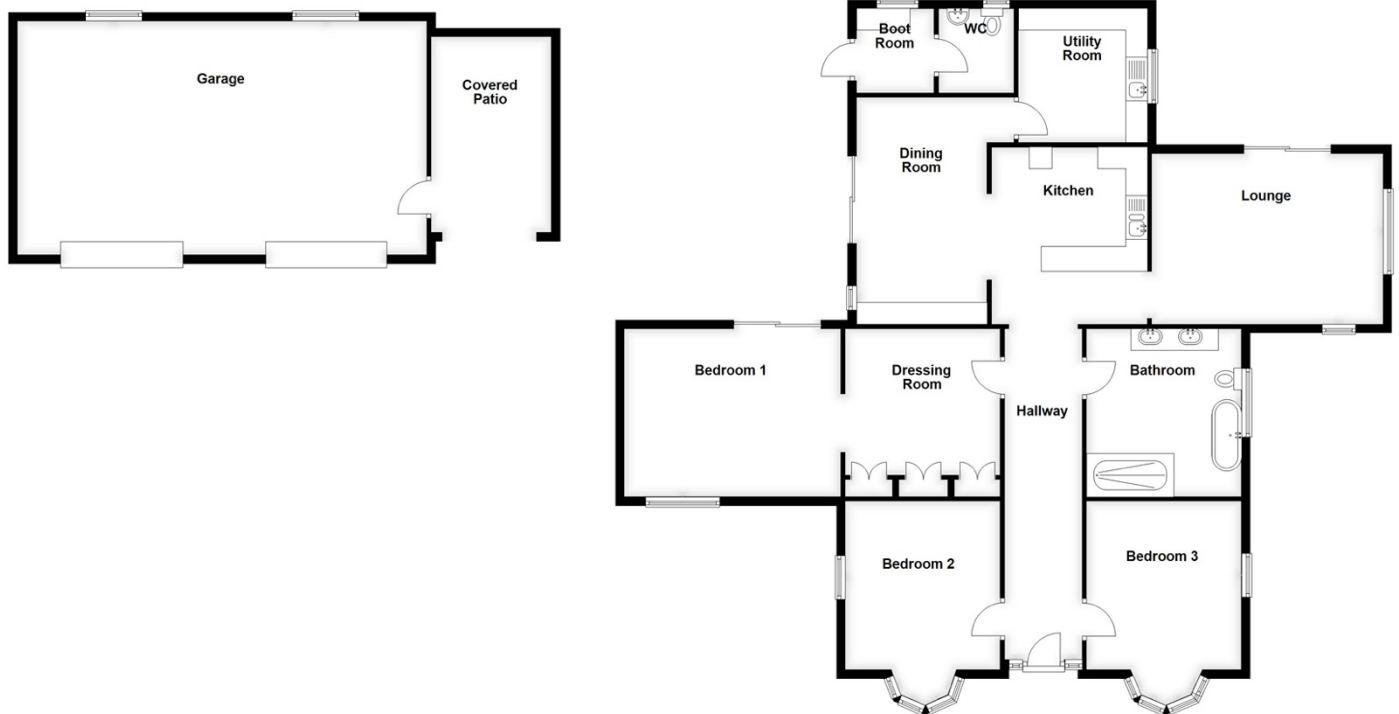 Garage
Covered
Patio
Boot
Room
WC
Utility
Room
Dining
Room
Kitchen
Lounge
Bedroom 1
Dressing
Room
Hallway
Bathroom
Bedroom 2
Bedroom 3